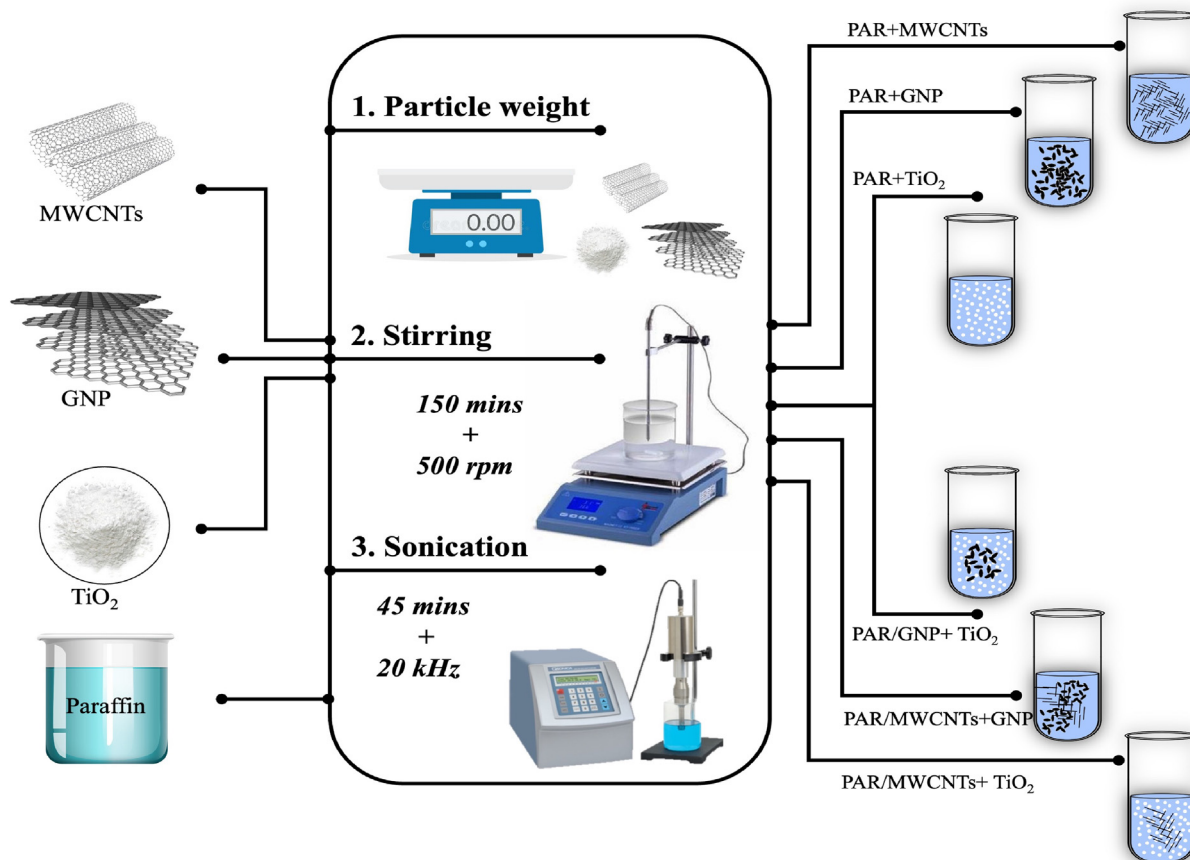 MWCNTs
GNP
TiO₂
Paraffin
1. Particle weight
0.00
2. Stirring
150 mins
+
500 rpm
3. Sonication
45 mins
+
20 kHz
PAR+MWCNTs
PAR+GNP
PAR+TiO₂
PAR/GNP+ TiO₂
PAR/MWCNTs+GNP
PAR/MWCNTs+ TiO₂